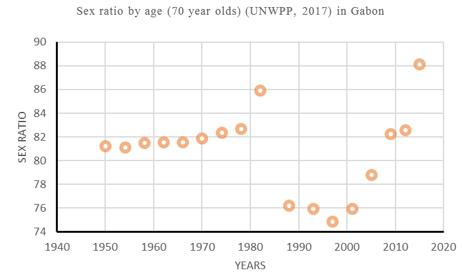 Sex ratio by age (70 year olds) (UNWPP, 2017) in Gabon
90
88
86
84
82
80
78
76
74
SEX RATIO
1940 1950 1960 1970 1980 1990 2000 2010 2020
YEARS